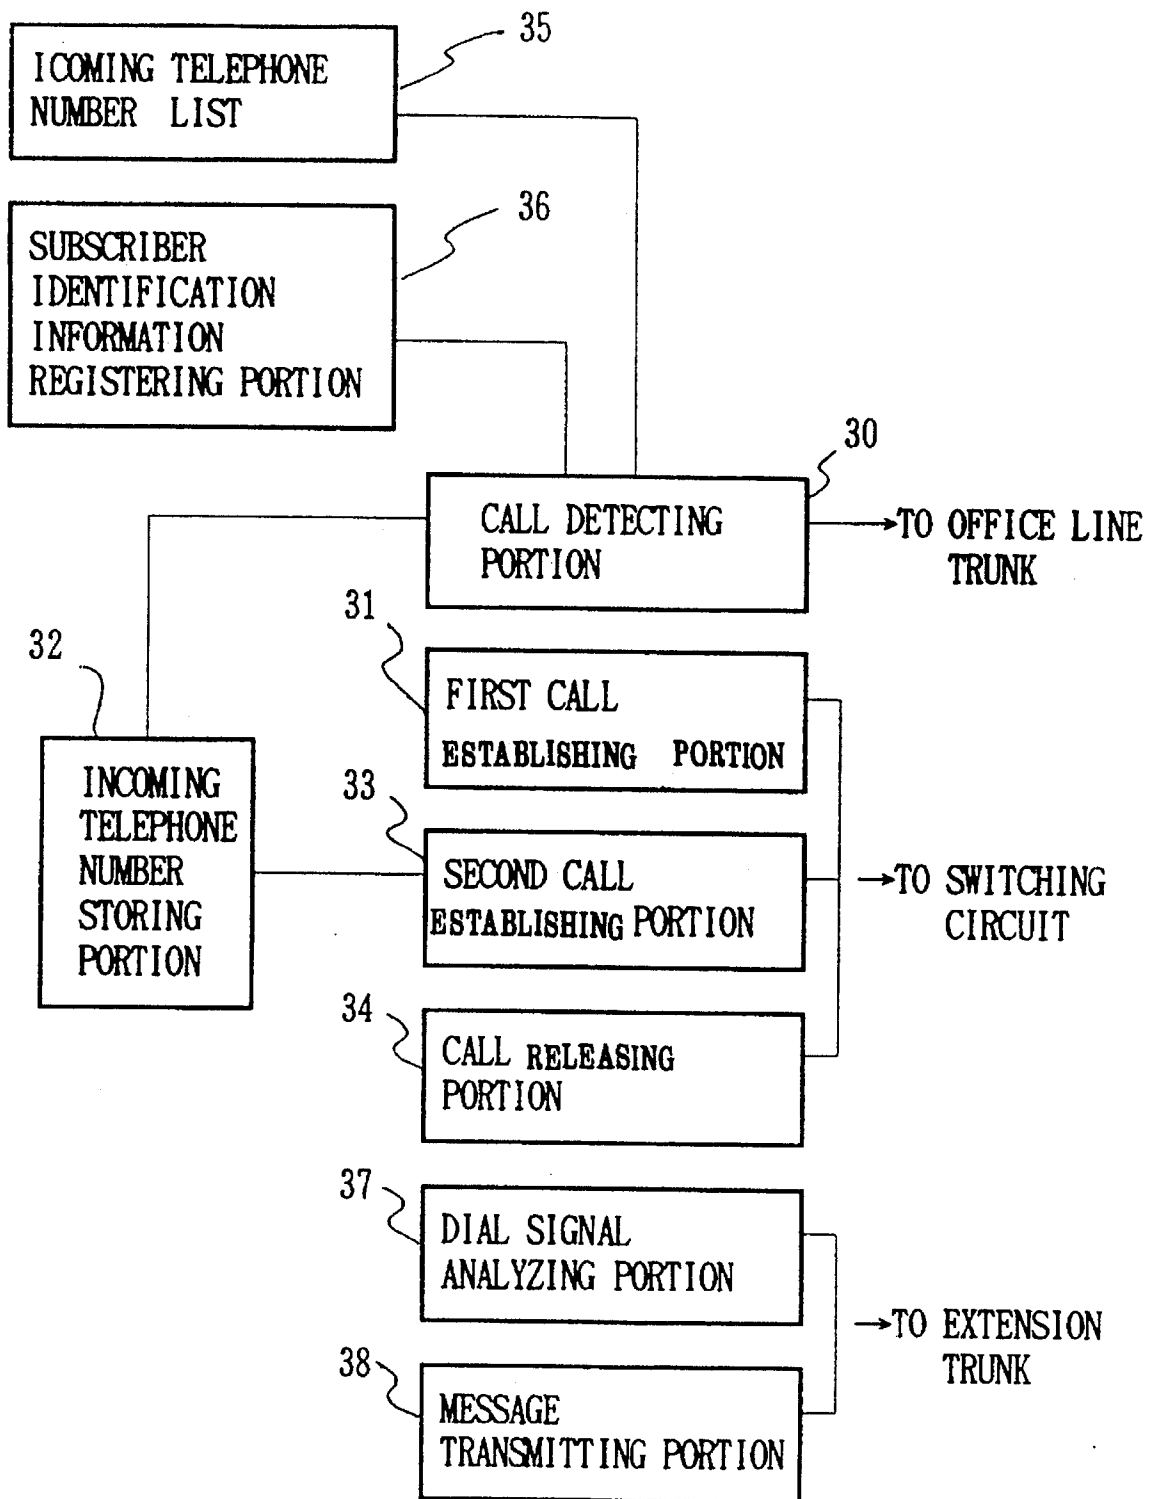 35
ICOMING TELEPHONE
NUMBER LIST
36
SUBSCRIBER
IDENTIFICATION
INFORMATION
REGISTERING PORTION
30
CALL DETECTING
PORTION
TO OFFICE LINE
TRUNK
31
FIRST CALL
ESTABLISHING PORTION
32
INCOMING
TELEPHONE
NUMBER
STORING
PORTION
33
SECOND CALL
ESTABLISHING PORTION
TO SWITCHING
CIRCUIT
34
CALL RELEASING
PORTION
37
DIAL SIGNAL
ANALYZING PORTION
TO EXTENSION
TRUNK
38
MESSAGE
TRANSMITTING PORTION